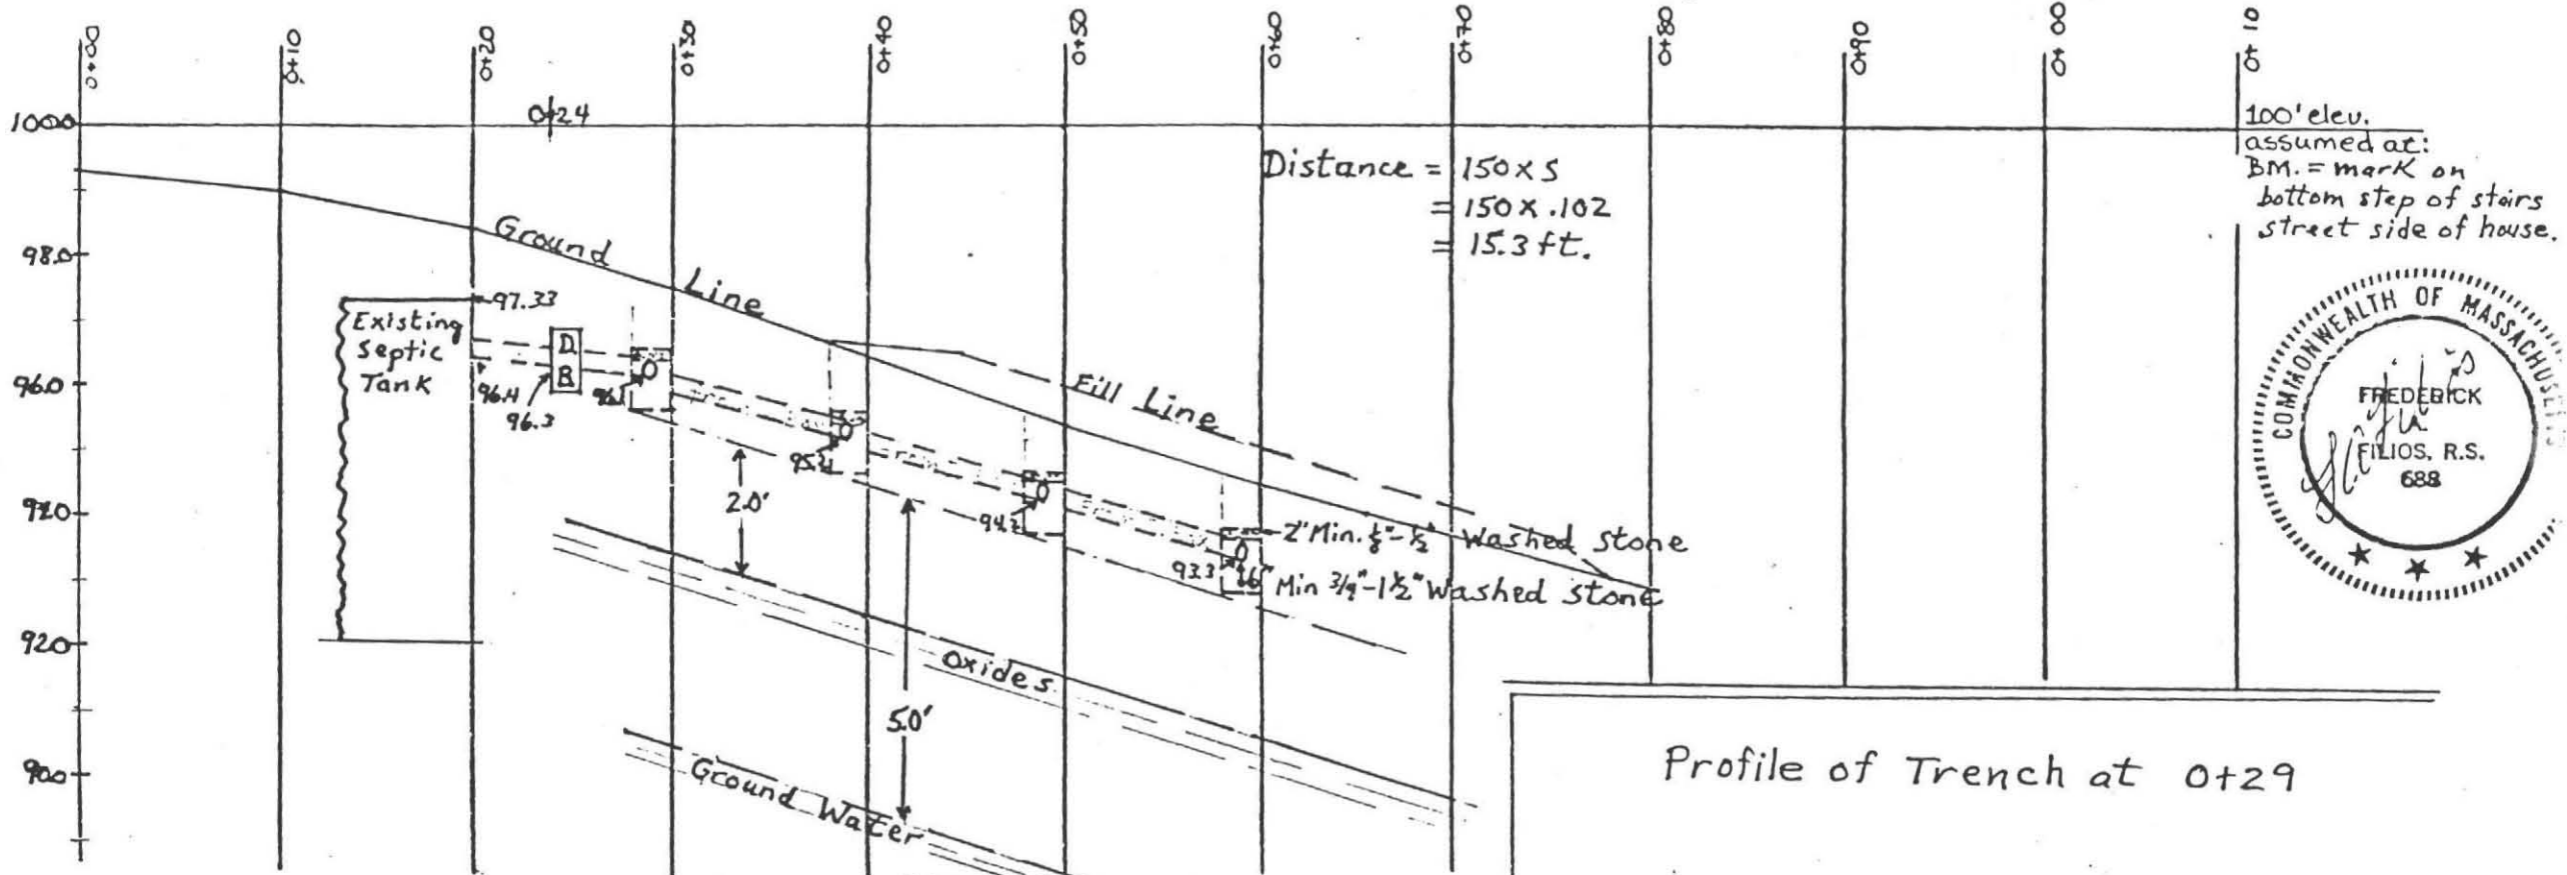 0+00
0+10
0+20
0+30
0+40
0+50
0+60
0+70
0+80
0+90
0+00
0+10
0+24
100.0
98.0
96.0
92.0
90.0
100' elev.
assumed at:
BM. = mark on
bottom step of stairs
street side of house.
Distance = 150 x S
= 150 x .102
= 15.3 ft.
Ground Line
Fill Line
97.33
Existing
Septic
Tank
D
B
96.4
96.3
94.2
93.3
6"
2" Min. ⅛"-½" Washed stone
Min 3/4"-1½" Washed stone
2.0'
5.0'
Oxides
Ground Water
Profile of Trench at 0+29
COMMONWEALTH OF MASSACHUSETTS
FREDERICK
FILIOS, R.S.
688